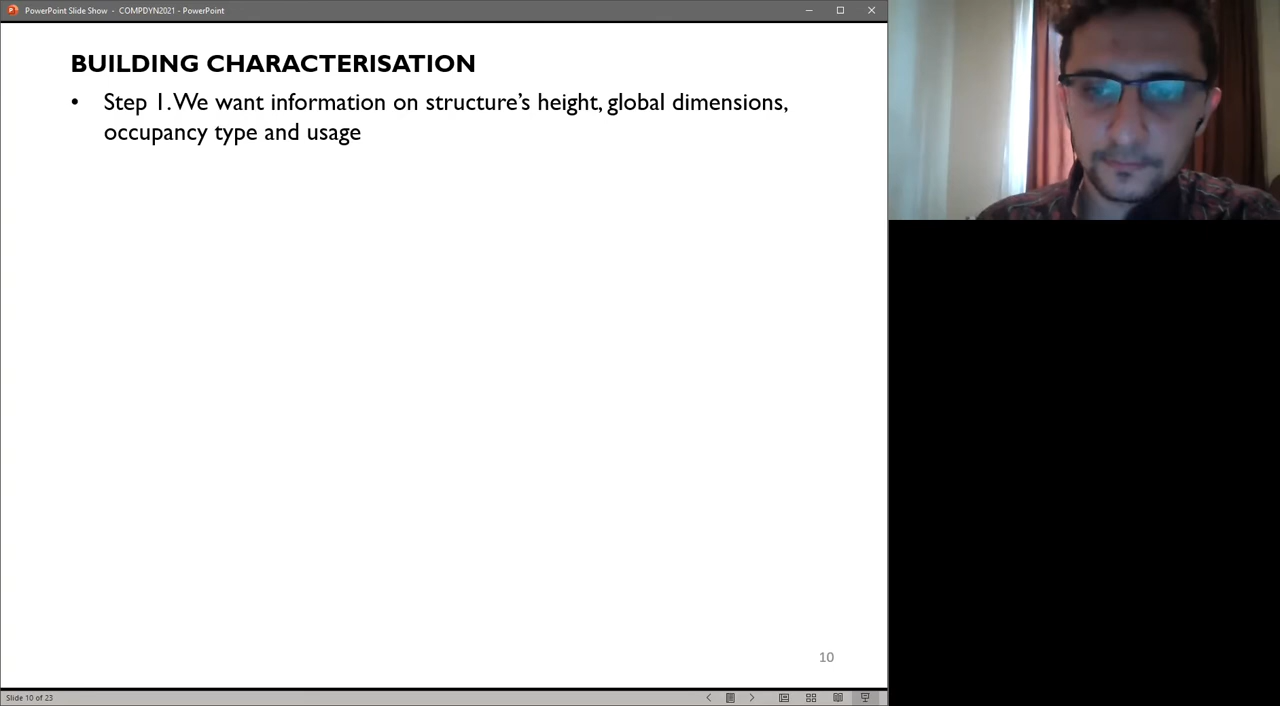 PowerPoint Slide Show - COMPDYN2021 - PowerPoint
BUILDING CHARACTERISATION
• Step 1. We want information on structure’s height, global dimensions,
occupancy type and usage
10
Slide 10 of 23